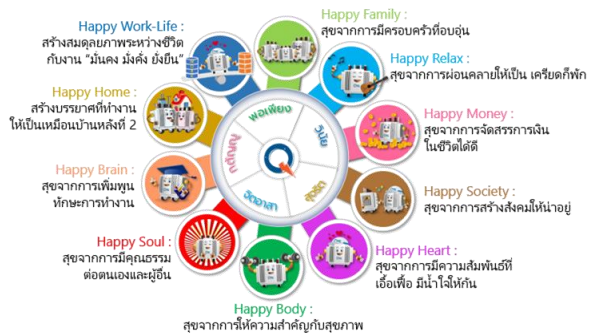 Happy Family :
สุขจากการมีครอบครัวที่อบอุ่น
Happy Relax :
สุขจากการผ่อนคลายให้เป็น เครียดก็พัก
Happy Money :
สุขจากการจัดสรรการเงิน
ในชีวิตได้ดี
Happy Society :
สุขจากการสร้างสังคมให้น่าอยู่
Happy Heart :
สุขจากการมีความสัมพันธ์ที่
เอื้อเฟื้อ มีน้ำใจให้กัน
Happy Body :
สุขจากการให้ความสำคัญกับสุขภาพ
Happy Soul :
สุขจากการมีคุณธรรม
ต่อตนเองและผู้อื่น
Happy Brain :
สุขจากการเพิ่มพูน
ทักษะการทำงาน
Happy Home :
สร้างบรรยาศที่ทำงาน
ให้เป็นเหมือนบ้านหลังที่ 2
Happy Work-Life :
สร้างสมดุลยภาพระหว่างชีวิต
กับงาน "มั่นคง มั่งคั่ง ยั่งยืน"
พอเพียง
วินัย
สุจริต
จิตอาสา